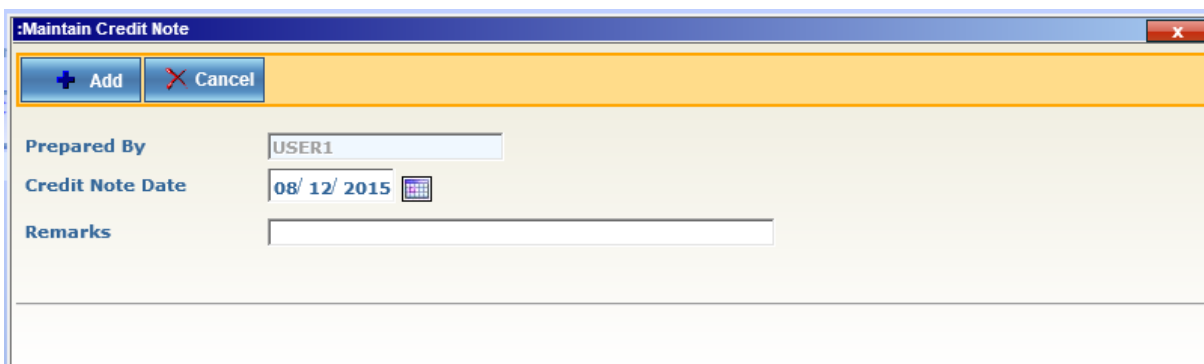 :Maintain Credit Note x
Add Cancel
Prepared By USER1
Credit Note Date 08/ 12/ 2015
Remarks